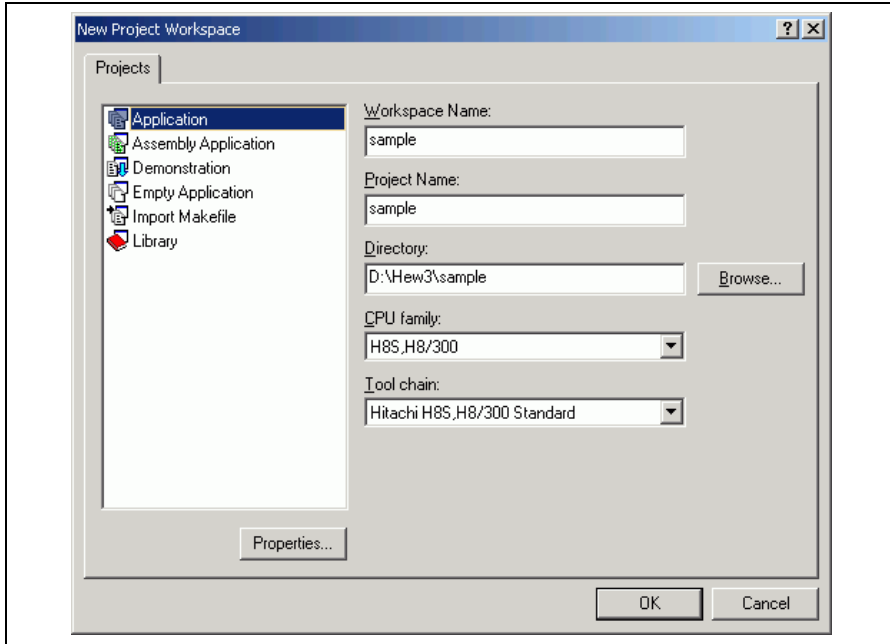 New Project Workspace
Projects
Application
Assembly Application
Demonstration
Empty Application
Import Makefile
Library
Properties...
Workspace Name:
sample
Project Name:
sample
Directory:
D:\Hew3\sample
Browse...
CPU family:
H8S,H8/300
Tool chain:
Hitachi H8S,H8/300 Standard
OK
Cancel